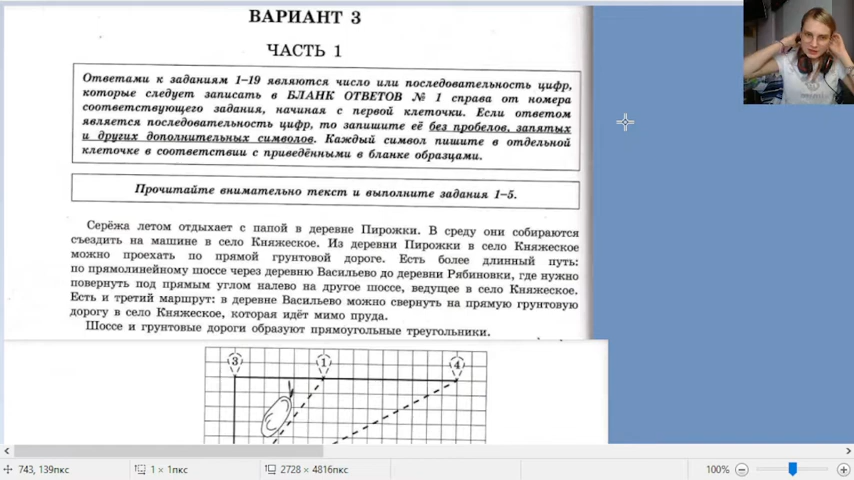 ВАРИАНТ 3
ЧАСТЬ 1
Ответами к заданиям 1–19 являются число или последовательность цифр,
которые следует записать в БЛАНК ОТВЕТОВ № 1 справа от номера
соответствующего задания, начиная с первой клеточки. Если ответом
является последовательность цифр, то запишите её без пробелов, запятых
и других дополнительных символов. Каждый символ пишите в отдельной
клеточке в соответствии с приведёнными в бланке образцами.
Прочитайте внимательно текст и выполните задания 1–5.
Серёжа летом отдыхает с папой в деревне Пирожки. В среду они собираются
съездить на машине в село Княжеское. Из деревни Пирожки в село Княжеское
можно проехать по прямой грунтовой дороге. Есть более длинный путь:
по прямолинейному шоссе через деревню Васильево до деревни Рябиновки, где нужно
повернуть под прямым углом налево на другое шоссе, ведущее в село Княжеское.
Есть и третий маршрут: в деревне Васильево можно свернуть на прямую грунтовую
дорогу в село Княжеское, которая идёт мимо пруда.
Шоссе и грунтовые дороги образуют прямоугольные треугольники.
3 1 4
743, 139пкс 1 × 1пкс 2728 × 4816пкс 100%